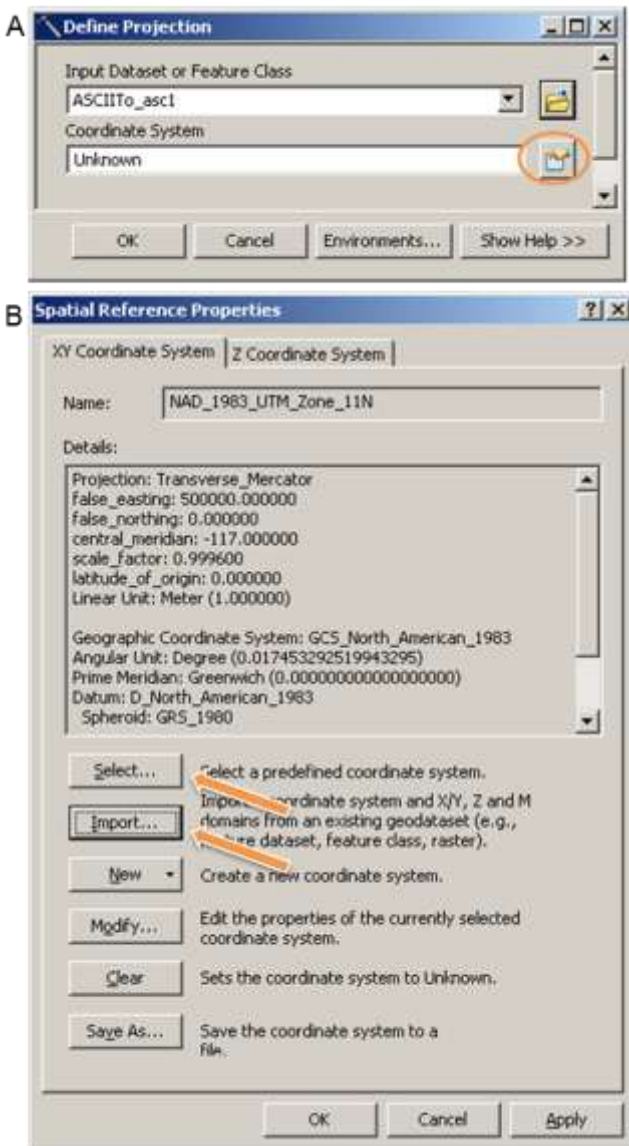 A
Define Projection
Input Dataset or Feature Class
ASCIITo_asc1
Coordinate System
Unknown
OK Cancel Environments... Show Help >>
B
Spatial Reference Properties
XY Coordinate System Z Coordinate System
Name: NAD_1983_UTM_Zone_11N
Details:
Projection: Transverse_Mercator
false_easting: 500000.000000
false_northing: 0.000000
central_meridian: -117.000000
scale_factor: 0.999600
latitude_of_origin: 0.000000
Linear Unit: Meter (1.000000)
Geographic Coordinate System: GCS_North_American_1983
Angular Unit: Degree (0.017453292519943295)
Prime Meridian: Greenwich (0.000000000000000000)
Datum: D_North_American_1983
Spheroid: GRS_1980
Select... Select a predefined coordinate system.
Import... coordinate system and X/Y, Z and M
domains from an existing geodataset (e.g.,
dataset, feature class, raster).
New Create a new coordinate system.
Modify... Edit the properties of the currently selected
coordinate system.
Clear Sets the coordinate system to Unknown.
Save As... Save the coordinate system to a
file.
OK Cancel Apply